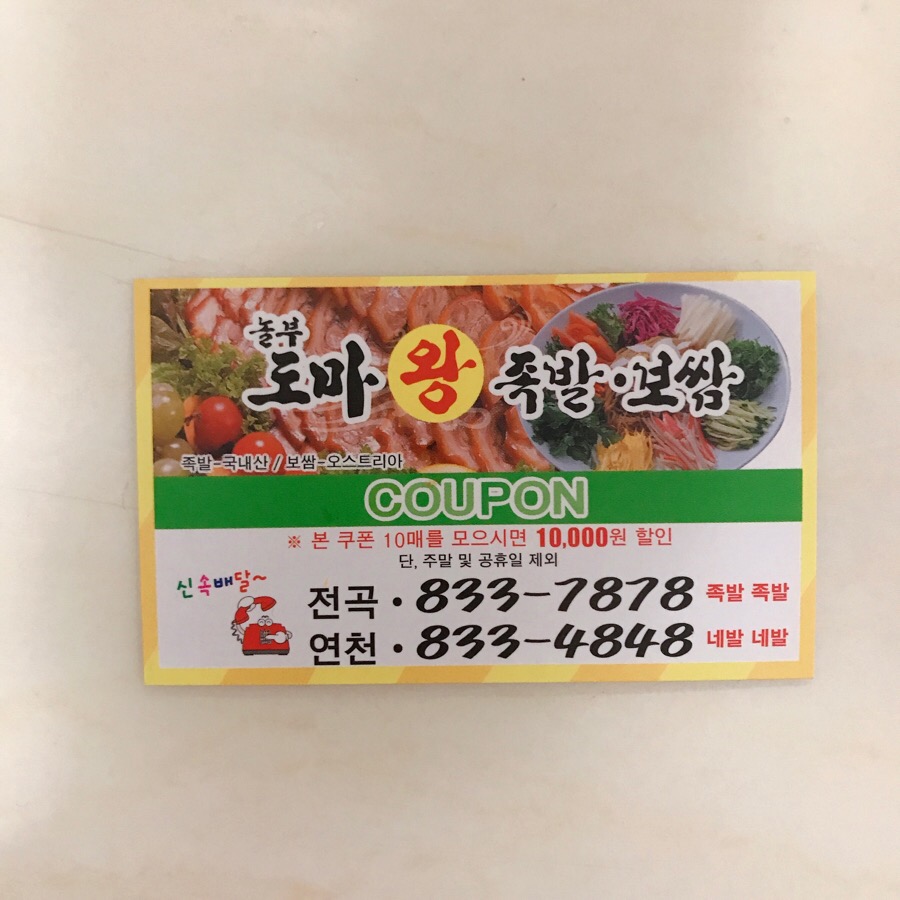 놀부
도마 왕 족발·보쌈
족발-국내산 / 보쌈-오스트리아
COUPON
※ 본 쿠폰 10매를 모으시면 10,000원 할인
단, 주말 및 공휴일 제외
신속배달~
전곡·833-7878 족발 족발
연천·833-4848 네발 네발